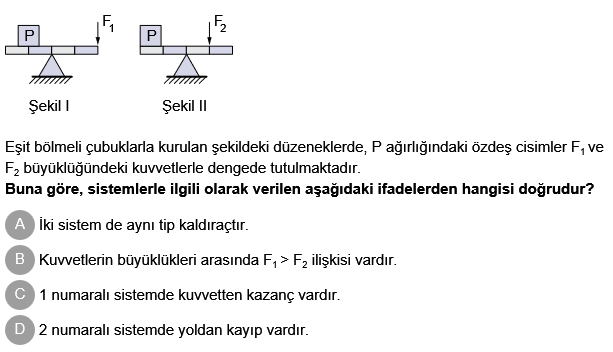 F1 F2
P P
Şekil I Şekil II
Eşit bölmeli çubuklarla kurulan şekildeki düzeneklerde, P ağırlığındaki özdeş cisimler F1 ve
F2 büyüklüğündeki kuvvetlerle dengede tutulmaktadır.
Buna göre, sistemlerle ilgili olarak verilen aşağıdaki ifadelerden hangisi doğrudur?
A İki sistem de aynı tip kaldıraçtır.
B Kuvvetlerin büyüklükleri arasında F1 > F2 ilişkisi vardır.
C 1 numaralı sistemde kuvvetten kazanç vardır.
D 2 numaralı sistemde yoldan kayıp vardır.